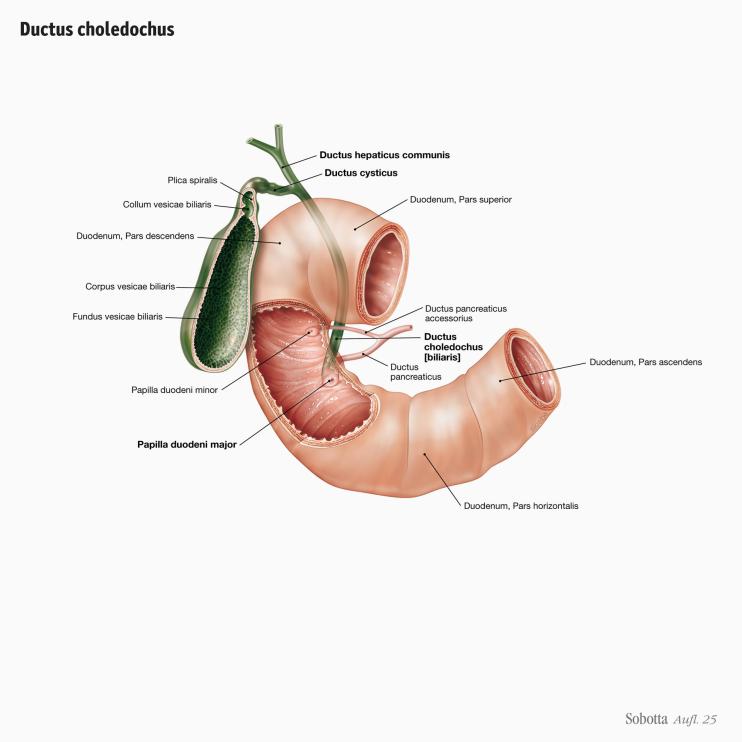 Ductus choledochus
Ductus hepaticus communis
Ductus cysticus
Plica spiralis
Collum vesicae biliaris
Duodenum, Pars superior
Duodenum, Pars descendens
Corpus vesicae biliaris
Fundus vesicae biliaris
Ductus pancreaticus
accessorius
Ductus
choledochus
[biliaris]
Ductus
pancreaticus
Duodenum, Pars ascendens
Papilla duodeni minor
Papilla duodeni major
Duodenum, Pars horizontalis
Sobotta Aufl. 25